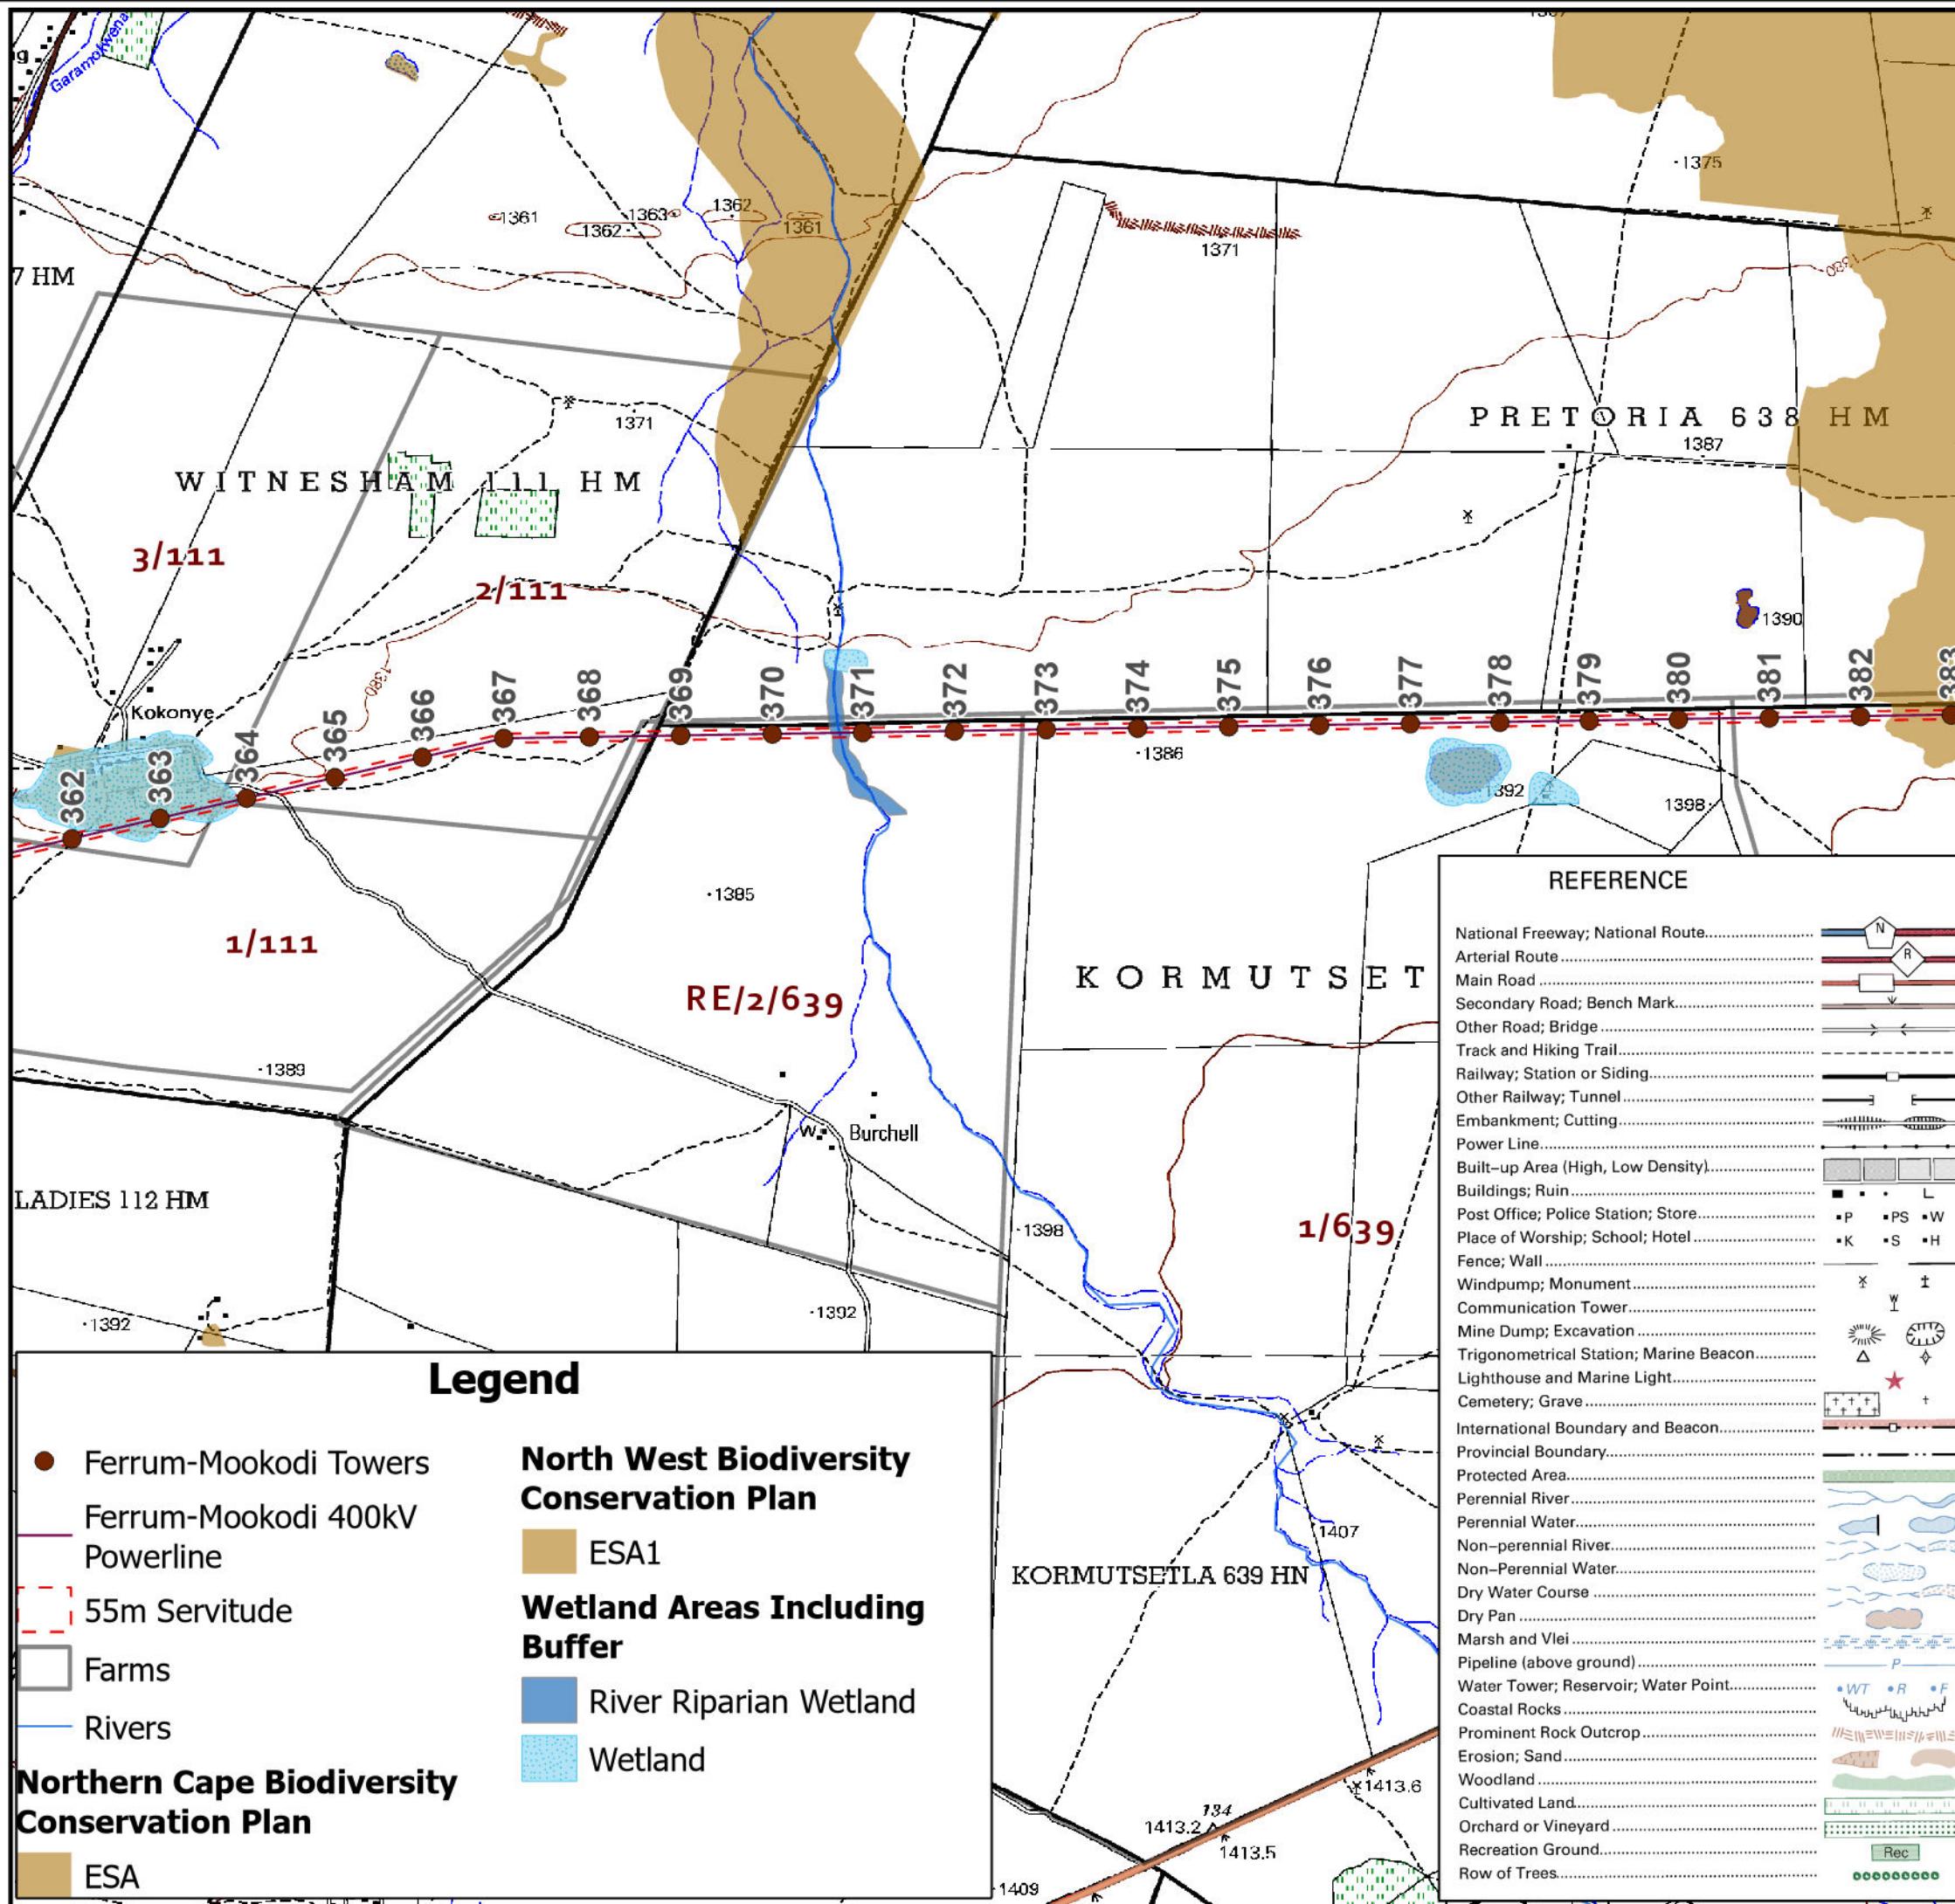 Garamokwena
1375
1361
1363
1362
1362
1361
1371
7 HM
1380
PRETORIA 638 HM
1387
1371
WITNESHAM 111 HM
3/111
2/111
1390
1380
Kokonye
362
363
364
365
366
367
368
369
370
371
372
373
374
375
376
377
378
379
380
381
382
383
1386
1392
1398
1385
1/111
RE/2/639
KORMUTSET
1389
W
Burchell
LADIES 112 HM
1398
1/639
1392
1392
1407
KORMUTSETLA 639 HN
1413.6
134
1413.2
1413.5
1409
Legend
Ferrum-Mookodi Towers
Ferrum-Mookodi 400kV
Powerline
55m Servitude
Farms
Rivers
Northern Cape Biodiversity
Conservation Plan
ESA
North West Biodiversity
Conservation Plan
ESA1
Wetland Areas Including
Buffer
River Riparian Wetland
Wetland
REFERENCE
National Freeway; National Route N
Arterial Route R
Main Road
Secondary Road; Bench Mark
Other Road; Bridge
Track and Hiking Trail
Railway; Station or Siding
Other Railway; Tunnel
Embankment; Cutting
Power Line
Built-up Area (High, Low Density)
Buildings; Ruin
Post Office; Police Station; Store P PS W
Place of Worship; School; Hotel K S H
Fence; Wall
Windpump; Monument
Communication Tower
Mine Dump; Excavation
Trigonometrical Station; Marine Beacon
Lighthouse and Marine Light
Cemetery; Grave
International Boundary and Beacon
Provincial Boundary
Protected Area
Perennial River
Perennial Water
Non-perennial River
Non-Perennial Water
Dry Water Course
Dry Pan
Marsh and Vlei
Pipeline (above ground) P
Water Tower; Reservoir; Water Point WT R F
Coastal Rocks
Prominent Rock Outcrop
Erosion; Sand
Woodland
Cultivated Land
Orchard or Vineyard
Recreation Ground Rec
Row of Trees